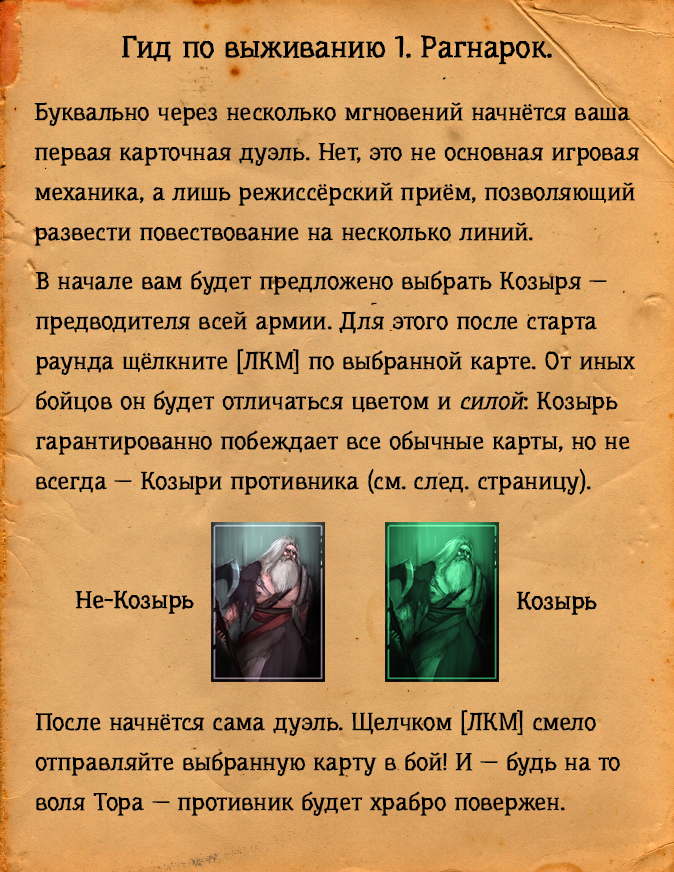 Гид по выживанию 1. Рагнарок.
Буквально через несколько мгновений начнётся ваша
первая карточная дуэль. Нет, это не основная игровая
механика, а лишь режиссёрский приём, позволяющий
развести повествование на несколько линий.
В начале вам будет предложено выбрать Козыря —
предводителя всей армии. Для этого после старта
раунда щёлкните [ЛКМ] по выбранной карте. От иных
бойцов он будет отличаться цветом и силой: Козырь
гарантированно побеждает все обычные карты, но не
всегда — Козыри противника (см. след. страницу).
Не-Козырь
Козырь
После начнётся сама дуэль. Щелчком [ЛКМ] смело
отправляйте выбранную карту в бой! И — будь на то
воля Тора — противник будет храбро повержен.